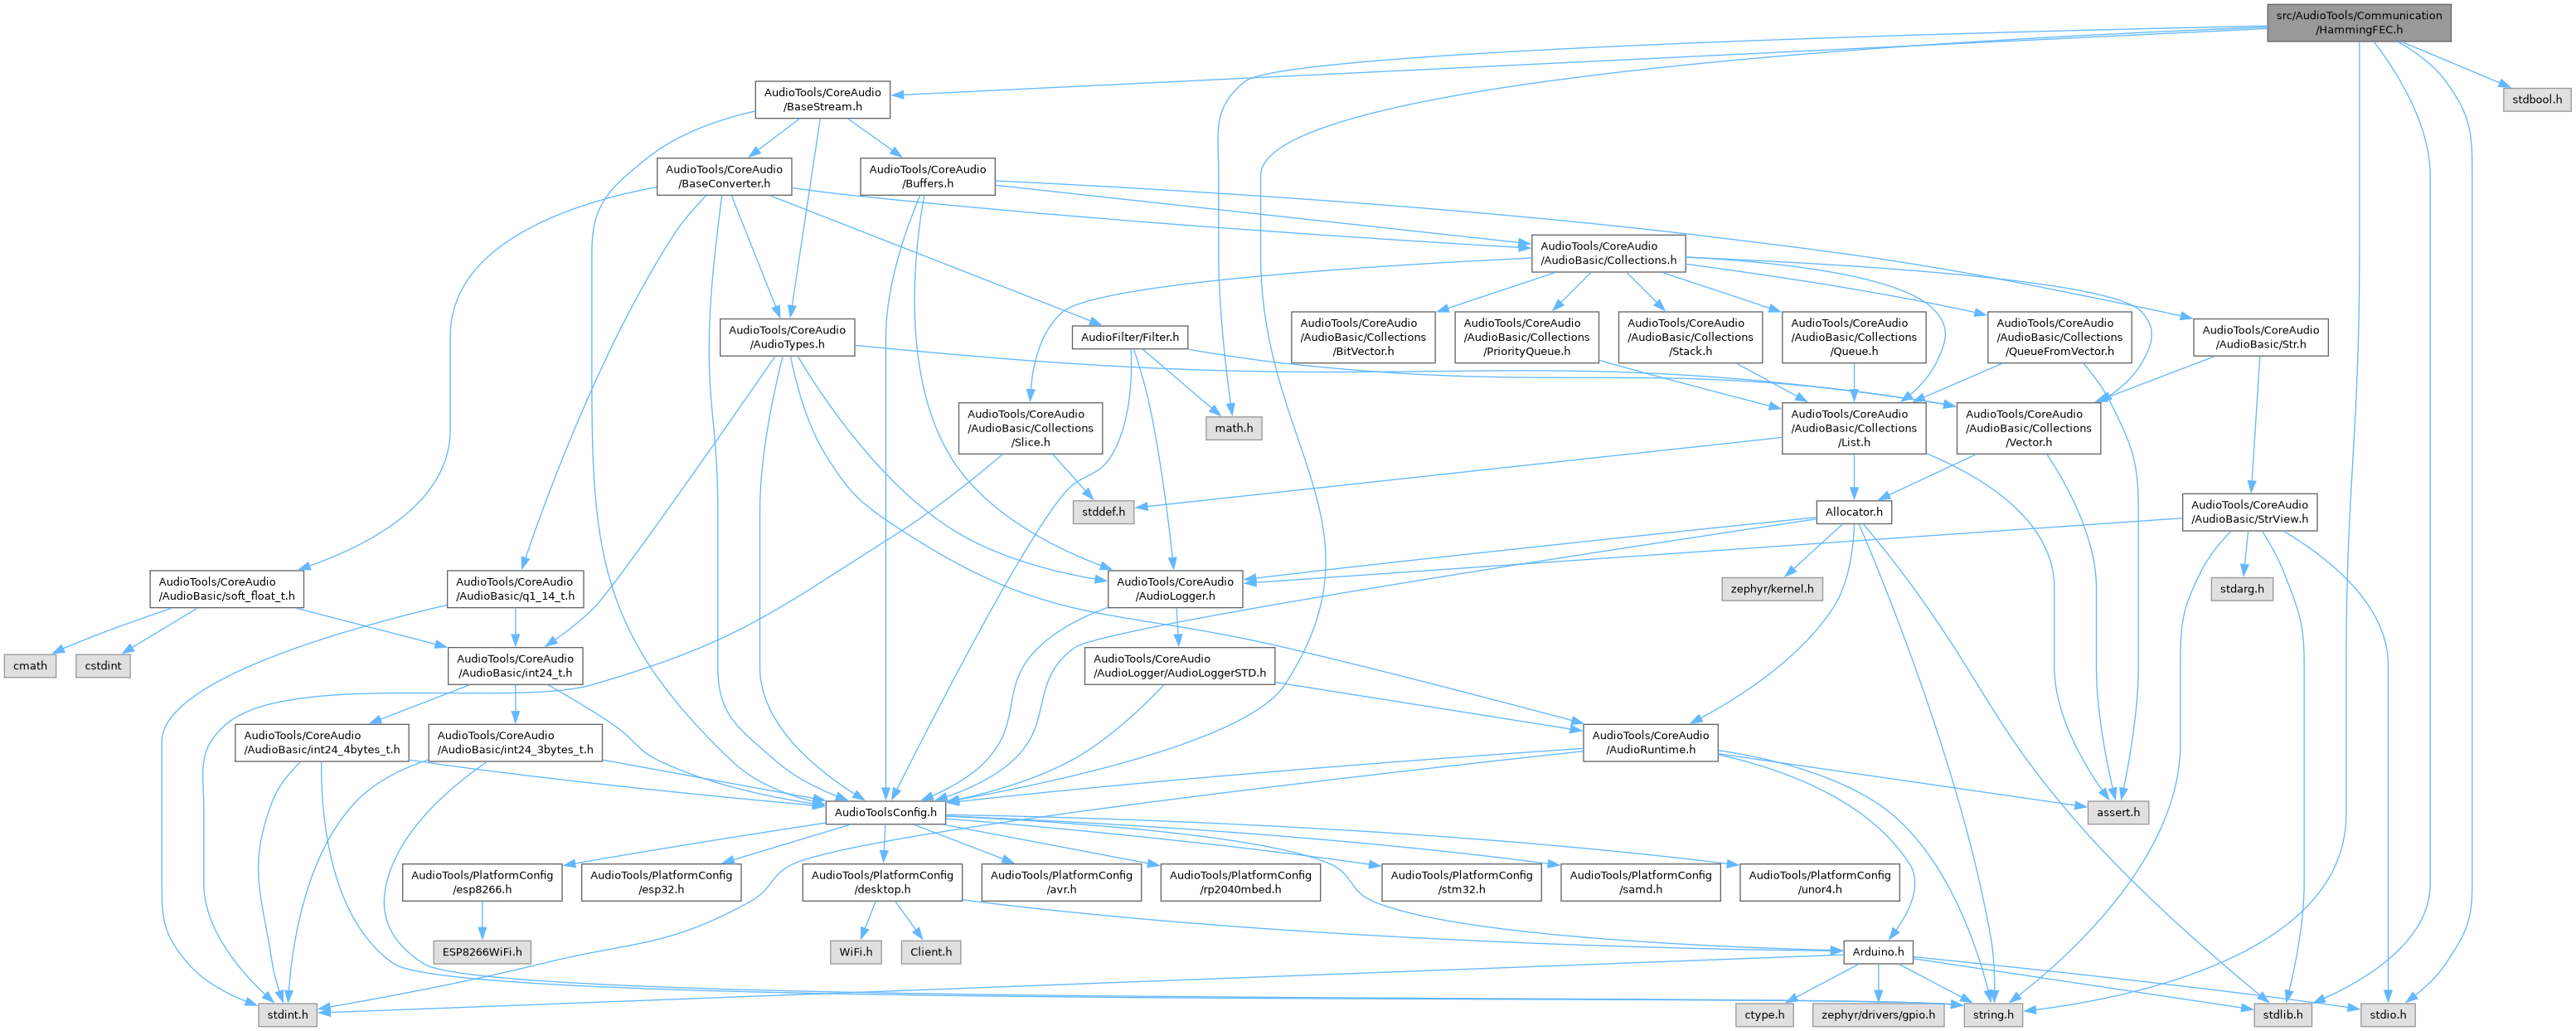 src/AudioTools/Communication
/HammingFEC.h
AudioTools/CoreAudio
/BaseStream.h
stdbool.h
AudioTools/CoreAudio
/BaseConverter.h
AudioTools/CoreAudio
/Buffers.h
AudioTools/CoreAudio
/AudioBasic/Collections.h
AudioTools/CoreAudio
/AudioTypes.h
AudioFilter/Filter.h
AudioTools/CoreAudio
/AudioBasic/Collections
/BitVector.h
AudioTools/CoreAudio
/AudioBasic/Collections
/PriorityQueue.h
AudioTools/CoreAudio
/AudioBasic/Collections
/Stack.h
AudioTools/CoreAudio
/AudioBasic/Collections
/Queue.h
AudioTools/CoreAudio
/AudioBasic/Collections
/QueueFromVector.h
AudioTools/CoreAudio
/AudioBasic/Str.h
AudioTools/CoreAudio
/AudioBasic/Collections
/Slice.h
math.h
AudioTools/CoreAudio
/AudioBasic/Collections
/List.h
AudioTools/CoreAudio
/AudioBasic/Collections
/Vector.h
stddef.h
Allocator.h
AudioTools/CoreAudio
/AudioBasic/StrView.h
AudioTools/CoreAudio
/AudioBasic/soft_float_t.h
AudioTools/CoreAudio
/AudioBasic/q1_14_t.h
AudioTools/CoreAudio
/AudioLogger.h
zephyr/kernel.h
stdarg.h
cmath
cstdint
AudioTools/CoreAudio
/AudioBasic/int24_t.h
AudioTools/CoreAudio
/AudioLogger/AudioLoggerSTD.h
AudioTools/CoreAudio
/AudioBasic/int24_4bytes_t.h
AudioTools/CoreAudio
/AudioBasic/int24_3bytes_t.h
AudioTools/CoreAudio
/AudioRuntime.h
AudioToolsConfig.h
assert.h
AudioTools/PlatformConfig
/esp8266.h
AudioTools/PlatformConfig
/esp32.h
AudioTools/PlatformConfig
/desktop.h
AudioTools/PlatformConfig
/avr.h
AudioTools/PlatformConfig
/rp2040mbed.h
AudioTools/PlatformConfig
/stm32.h
AudioTools/PlatformConfig
/samd.h
AudioTools/PlatformConfig
/unor4.h
ESP8266WiFi.h
WiFi.h
Client.h
Arduino.h
stdint.h
ctype.h
zephyr/drivers/gpio.h
string.h
stdlib.h
stdio.h